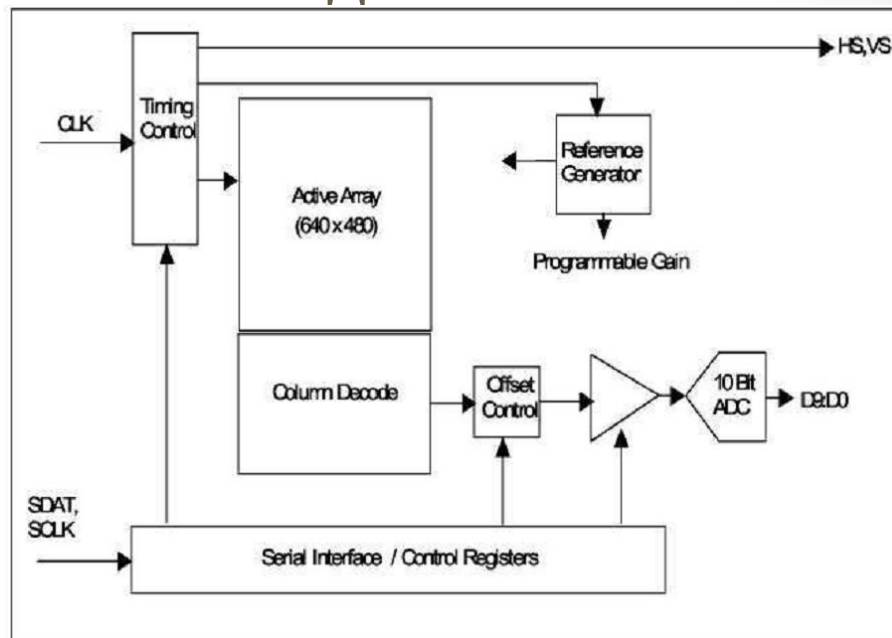 HS,VS
Timing
Control
CLK
Reference
Generator
Active Array
(640 x 480)
Programmable Gain
Column Decode
Offset
Control
10 Bit
ADC
D9:D0
SDAT,
SCLK
Serial Interface / Control Registers